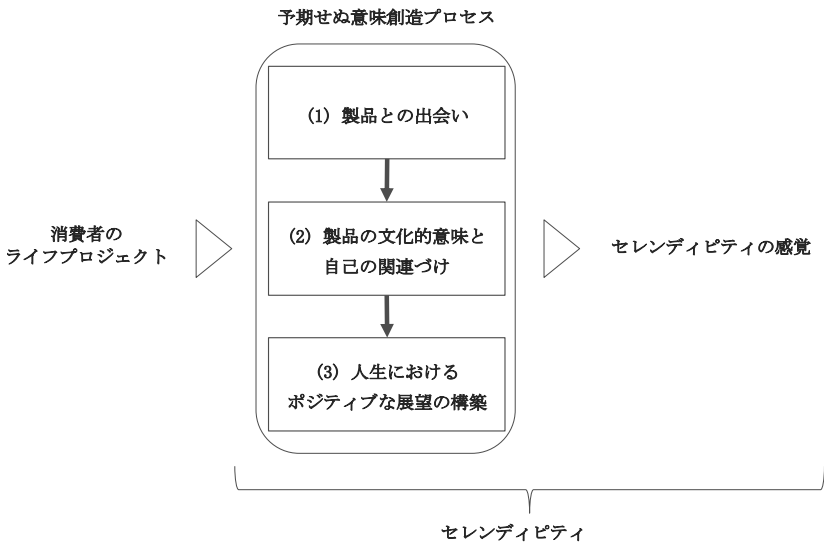 予期せぬ意味創造プロセス
(1) 製品との出会い
(2) 製品の文化的意味と
自己の関連づけ
(3) 人生における
ポジティブな展望の構築
消費者の
ライフプロジェクト
セレンディピティの感覚
セレンディピティ